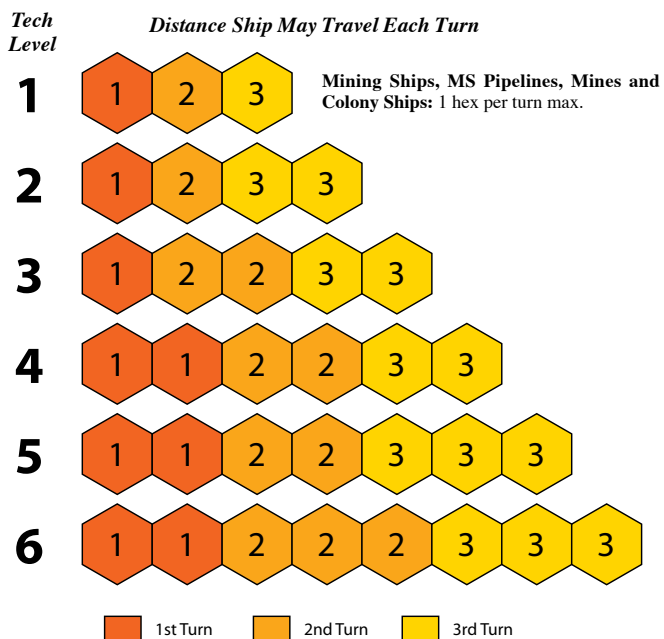 Tech
Level
Distance Ship May Travel Each Turn
1
1 2 3
Mining Ships, MS Pipelines, Mines and
Colony Ships: 1 hex per turn max.
2
1 2 3 3
3
1 2 2 3 3
4
1 1 2 2 3 3
5
1 1 2 2 3 3 3
6
1 1 2 2 2 3 3 3
1st Turn
2nd Turn
3rd Turn